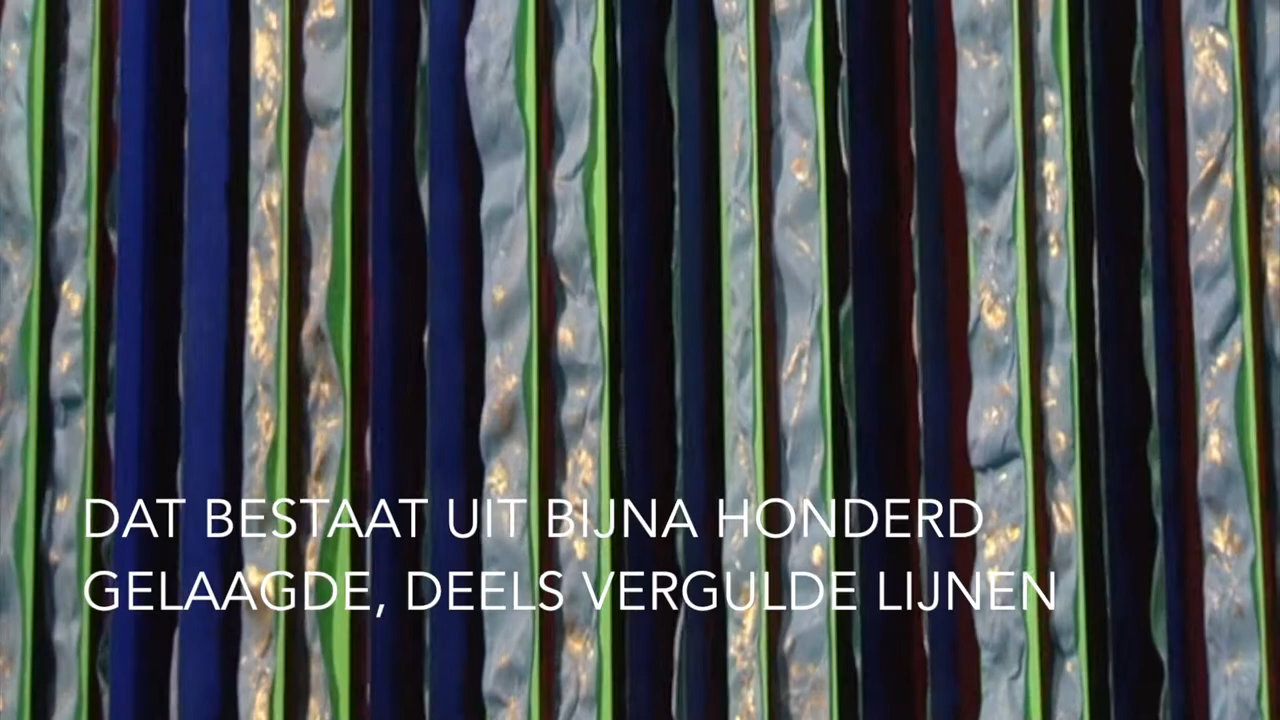 DAT BESTAAT UIT BIJNA HONDERD
GELAAGDE, DEELS VERGULDE LIJNEN